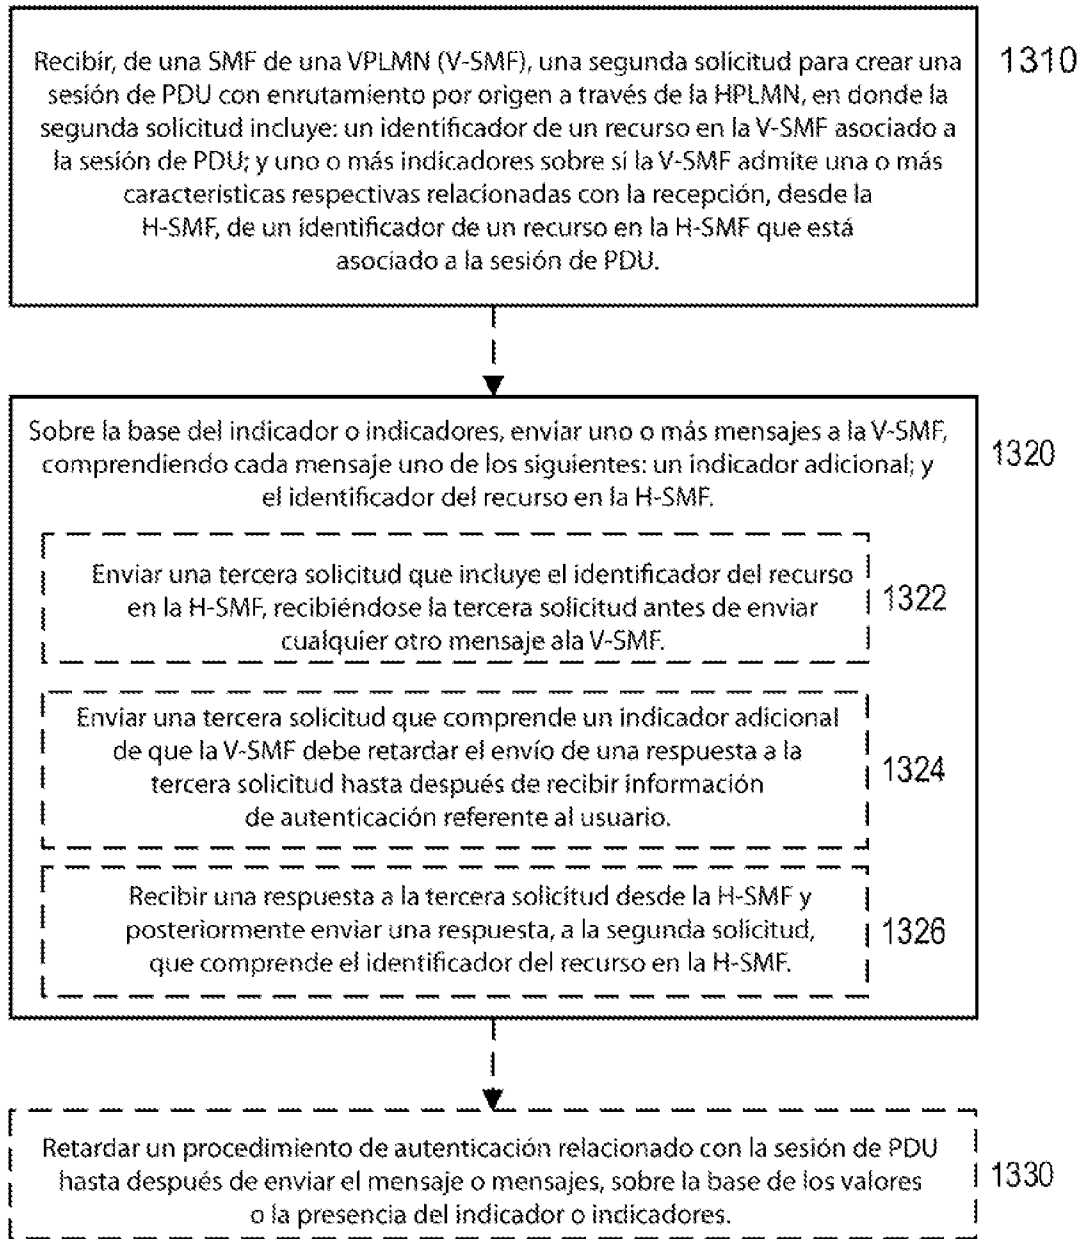 Recibir, de una SMF de una VPLMN (V-SMF), una segunda solicitud para crear una
sesión de PDU con enrutamiento por origen a través de la HPLMN, en donde la
segunda solicitud incluye: un identificador de un recurso en la V-SMF asociado a
la sesión de PDU; y uno o más indicadores sobre si la V-SMF admite una o más
características respectivas relacionadas con la recepción, desde la
H-SMF, de un identificador de un recurso en la H-SMF que está
asociado a la sesión de PDU.
1310
Sobre la base del indicador o indicadores, enviar uno o más mensajes a la V-SMF,
comprendiendo cada mensaje uno de los siguientes: un indicador adicional; y
el identificador del recurso en la H-SMF.
1320
Enviar una tercera solicitud que incluye el identificador del recurso
en la H-SMF, recibiéndose la tercera solicitud antes de enviar
cualquier otro mensaje ala V-SMF.
1322
Enviar una tercera solicitud que comprende un indicador adicional
de que la V-SMF debe retardar el envío de una respuesta a la
tercera solicitud hasta después de recibir información
de autenticación referente al usuario.
1324
Recibir una respuesta a la tercera solicitud desde la H-SMF y
posteriormente enviar una respuesta, a la segunda solicitud,
que comprende el identificador del recurso en la H-SMF.
1326
Retardar un procedimiento de autenticación relacionado con la sesión de PDU
hasta después de enviar el mensaje o mensajes, sobre la base de los valores
o la presencia del indicador o indicadores.
1330